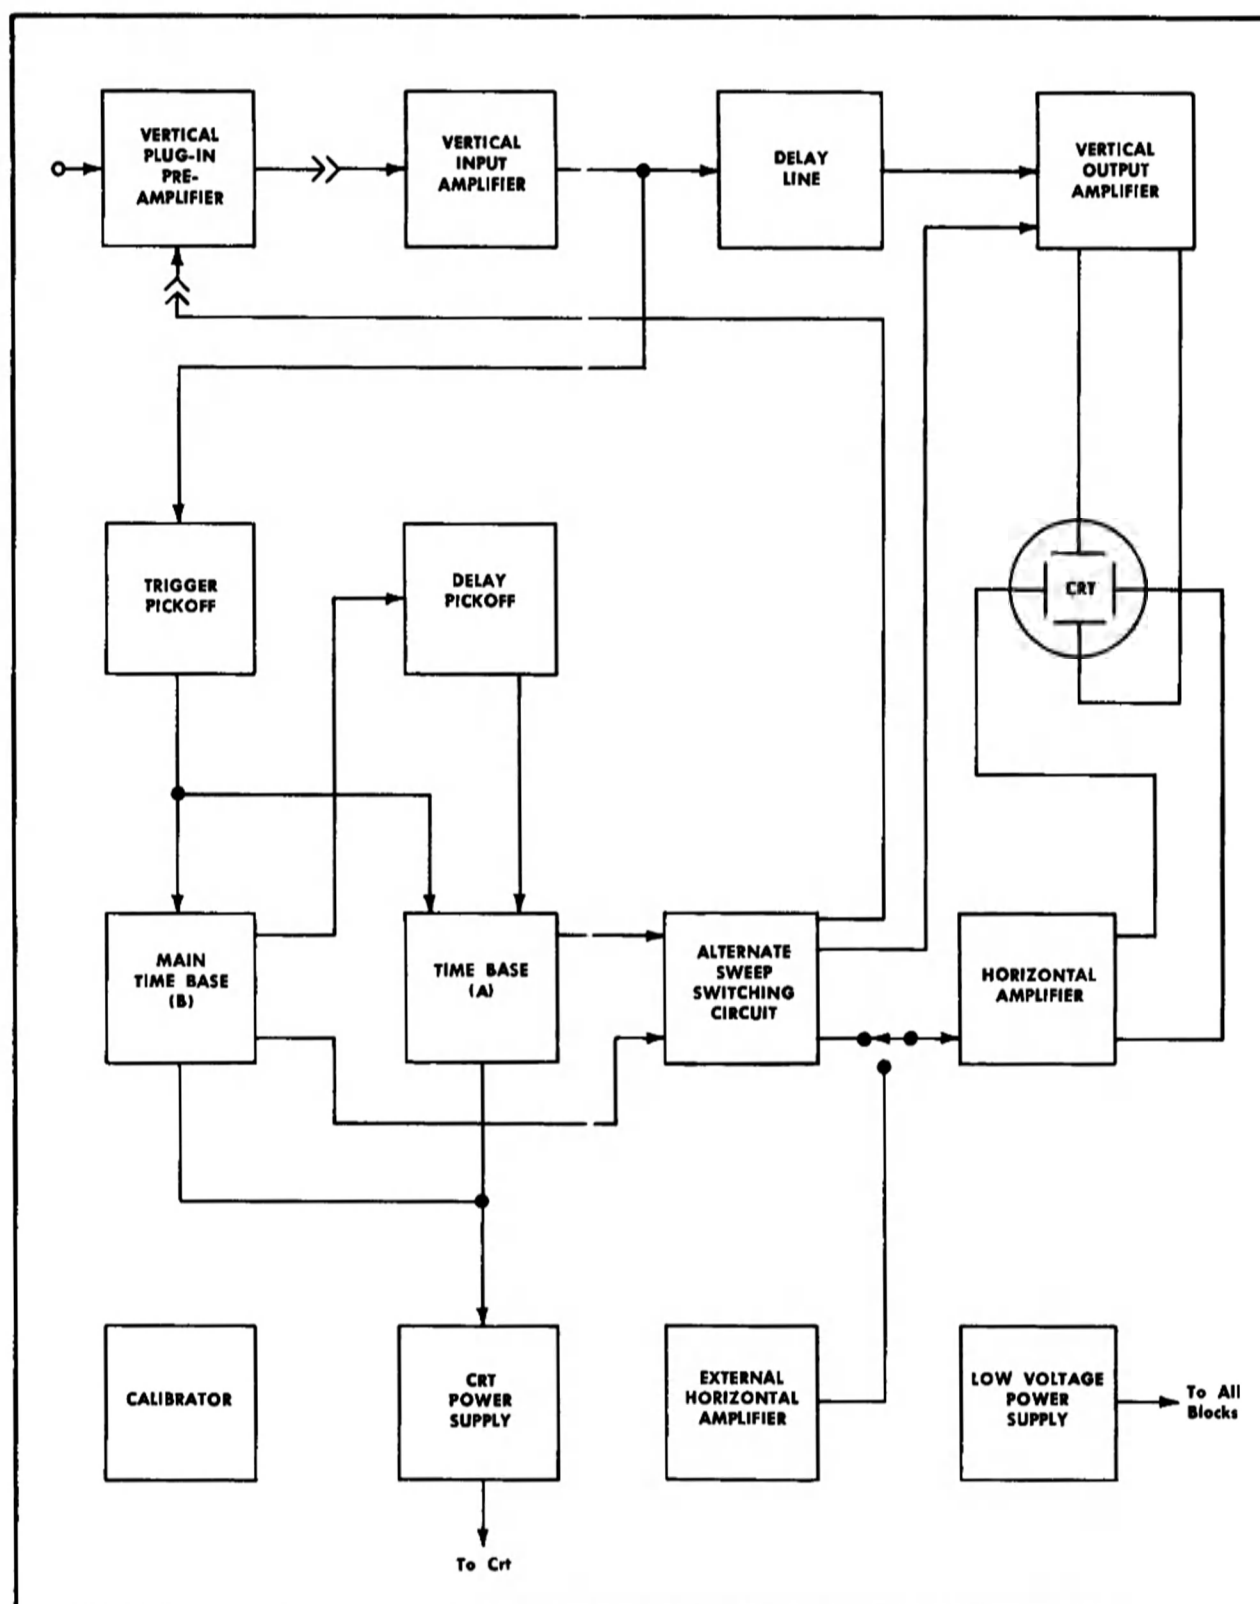 VERTICAL
PLUG-IN
PRE-
AMPLIFIER
VERTICAL
INPUT
AMPLIFIER
DELAY
LINE
VERTICAL
OUTPUT
AMPLIFIER
TRIGGER
PICKOFF
DELAY
PICKOFF
CRT
MAIN
TIME BASE
(B)
TIME BASE
(A)
ALTERNATE
SWEEP
SWITCHING
CIRCUIT
HORIZONTAL
AMPLIFIER
CALIBRATOR
CRT
POWER
SUPPLY
EXTERNAL
HORIZONTAL
AMPLIFIER
LOW VOLTAGE
POWER
SUPPLY
To All
Blocks
To Crt